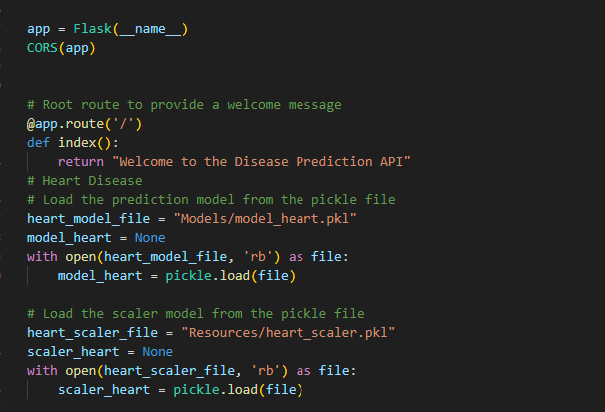 app = Flask(__name__)
CORS(app)
# Root route to provide a welcome message
@app.route('/')
def index():
    return "Welcome to the Disease Prediction API"
# Heart Disease
# Load the prediction model from the pickle file
heart_model_file = "Models/model_heart.pkl"
model_heart = None
with open(heart_model_file, 'rb') as file:
    model_heart = pickle.load(file)
# Load the scaler model from the pickle file
heart_scaler_file = "Resources/heart_scaler.pkl"
scaler_heart = None
with open(heart_scaler_file, 'rb') as file:
    scaler_heart = pickle.load(file)